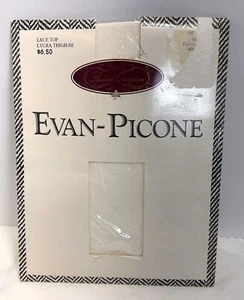 LACE TOP
LYCRA THIGH-HI
$6.50
EVAN-PICONE